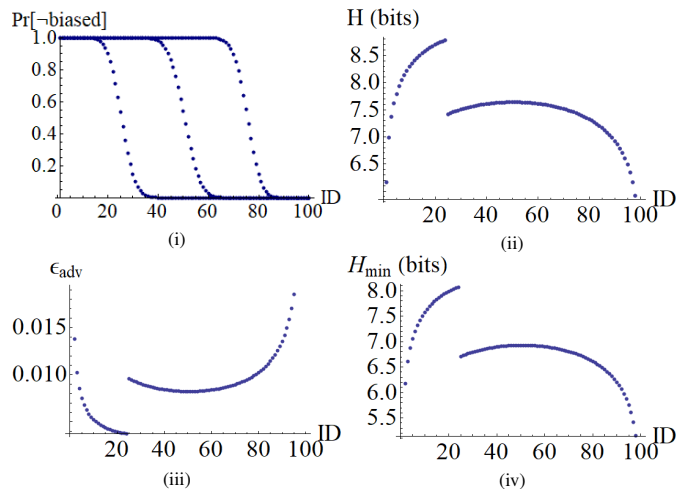 Pr[¬biased]
1.0
0.8
0.6
0.4
0.2
0 20 40 60 80 100 ID
(i)
H (bits)
8.5
8.0
7.5
7.0
6.5
20 40 60 80 100 ID
(ii)
ϵadv
0.015
0.010
20 40 60 80 100 ID
(iii)
Hmin (bits)
8.0
7.5
7.0
6.5
6.0
5.5
20 40 60 80 100 ID
(iv)